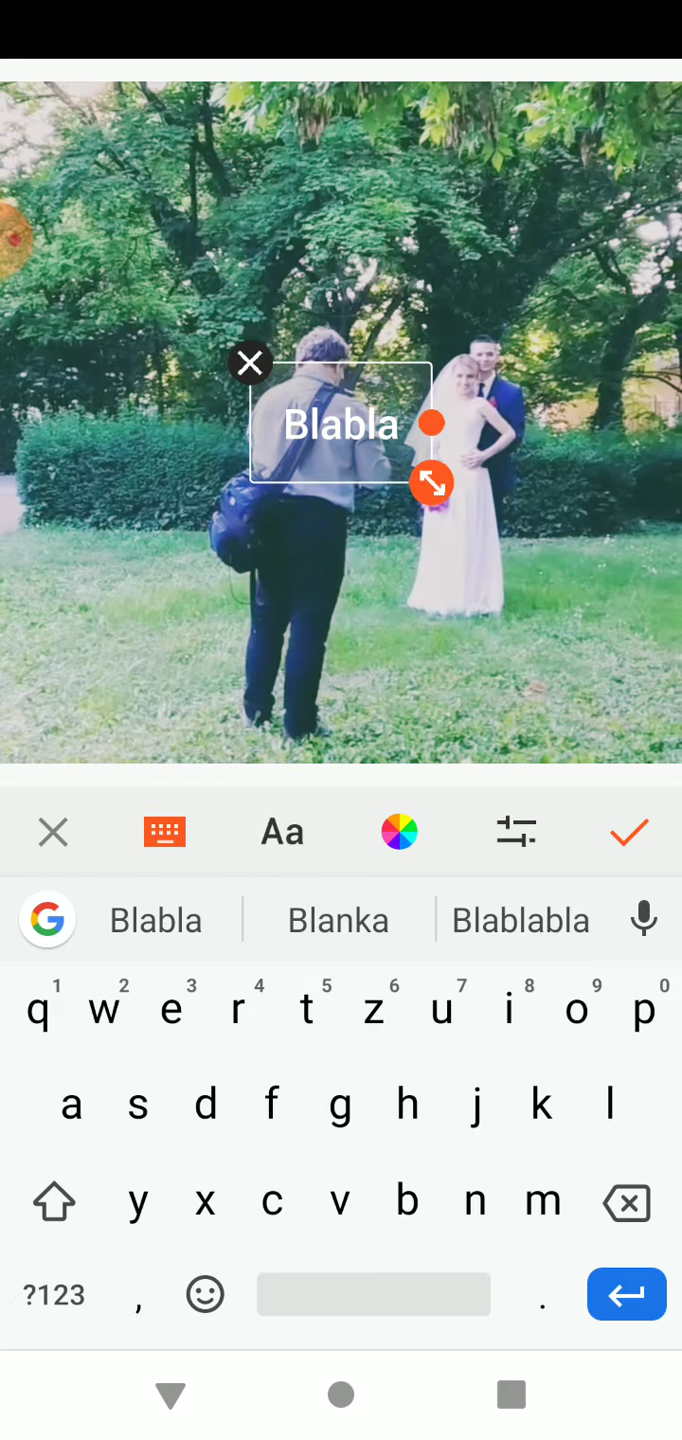 Blabla
Aa
Blabla Blanka Blablabla
1 2 3 4 5 6 7 8 9 0
q w e r t z u i o p
a s d f g h j k l
y x c v b n m
?123 , .